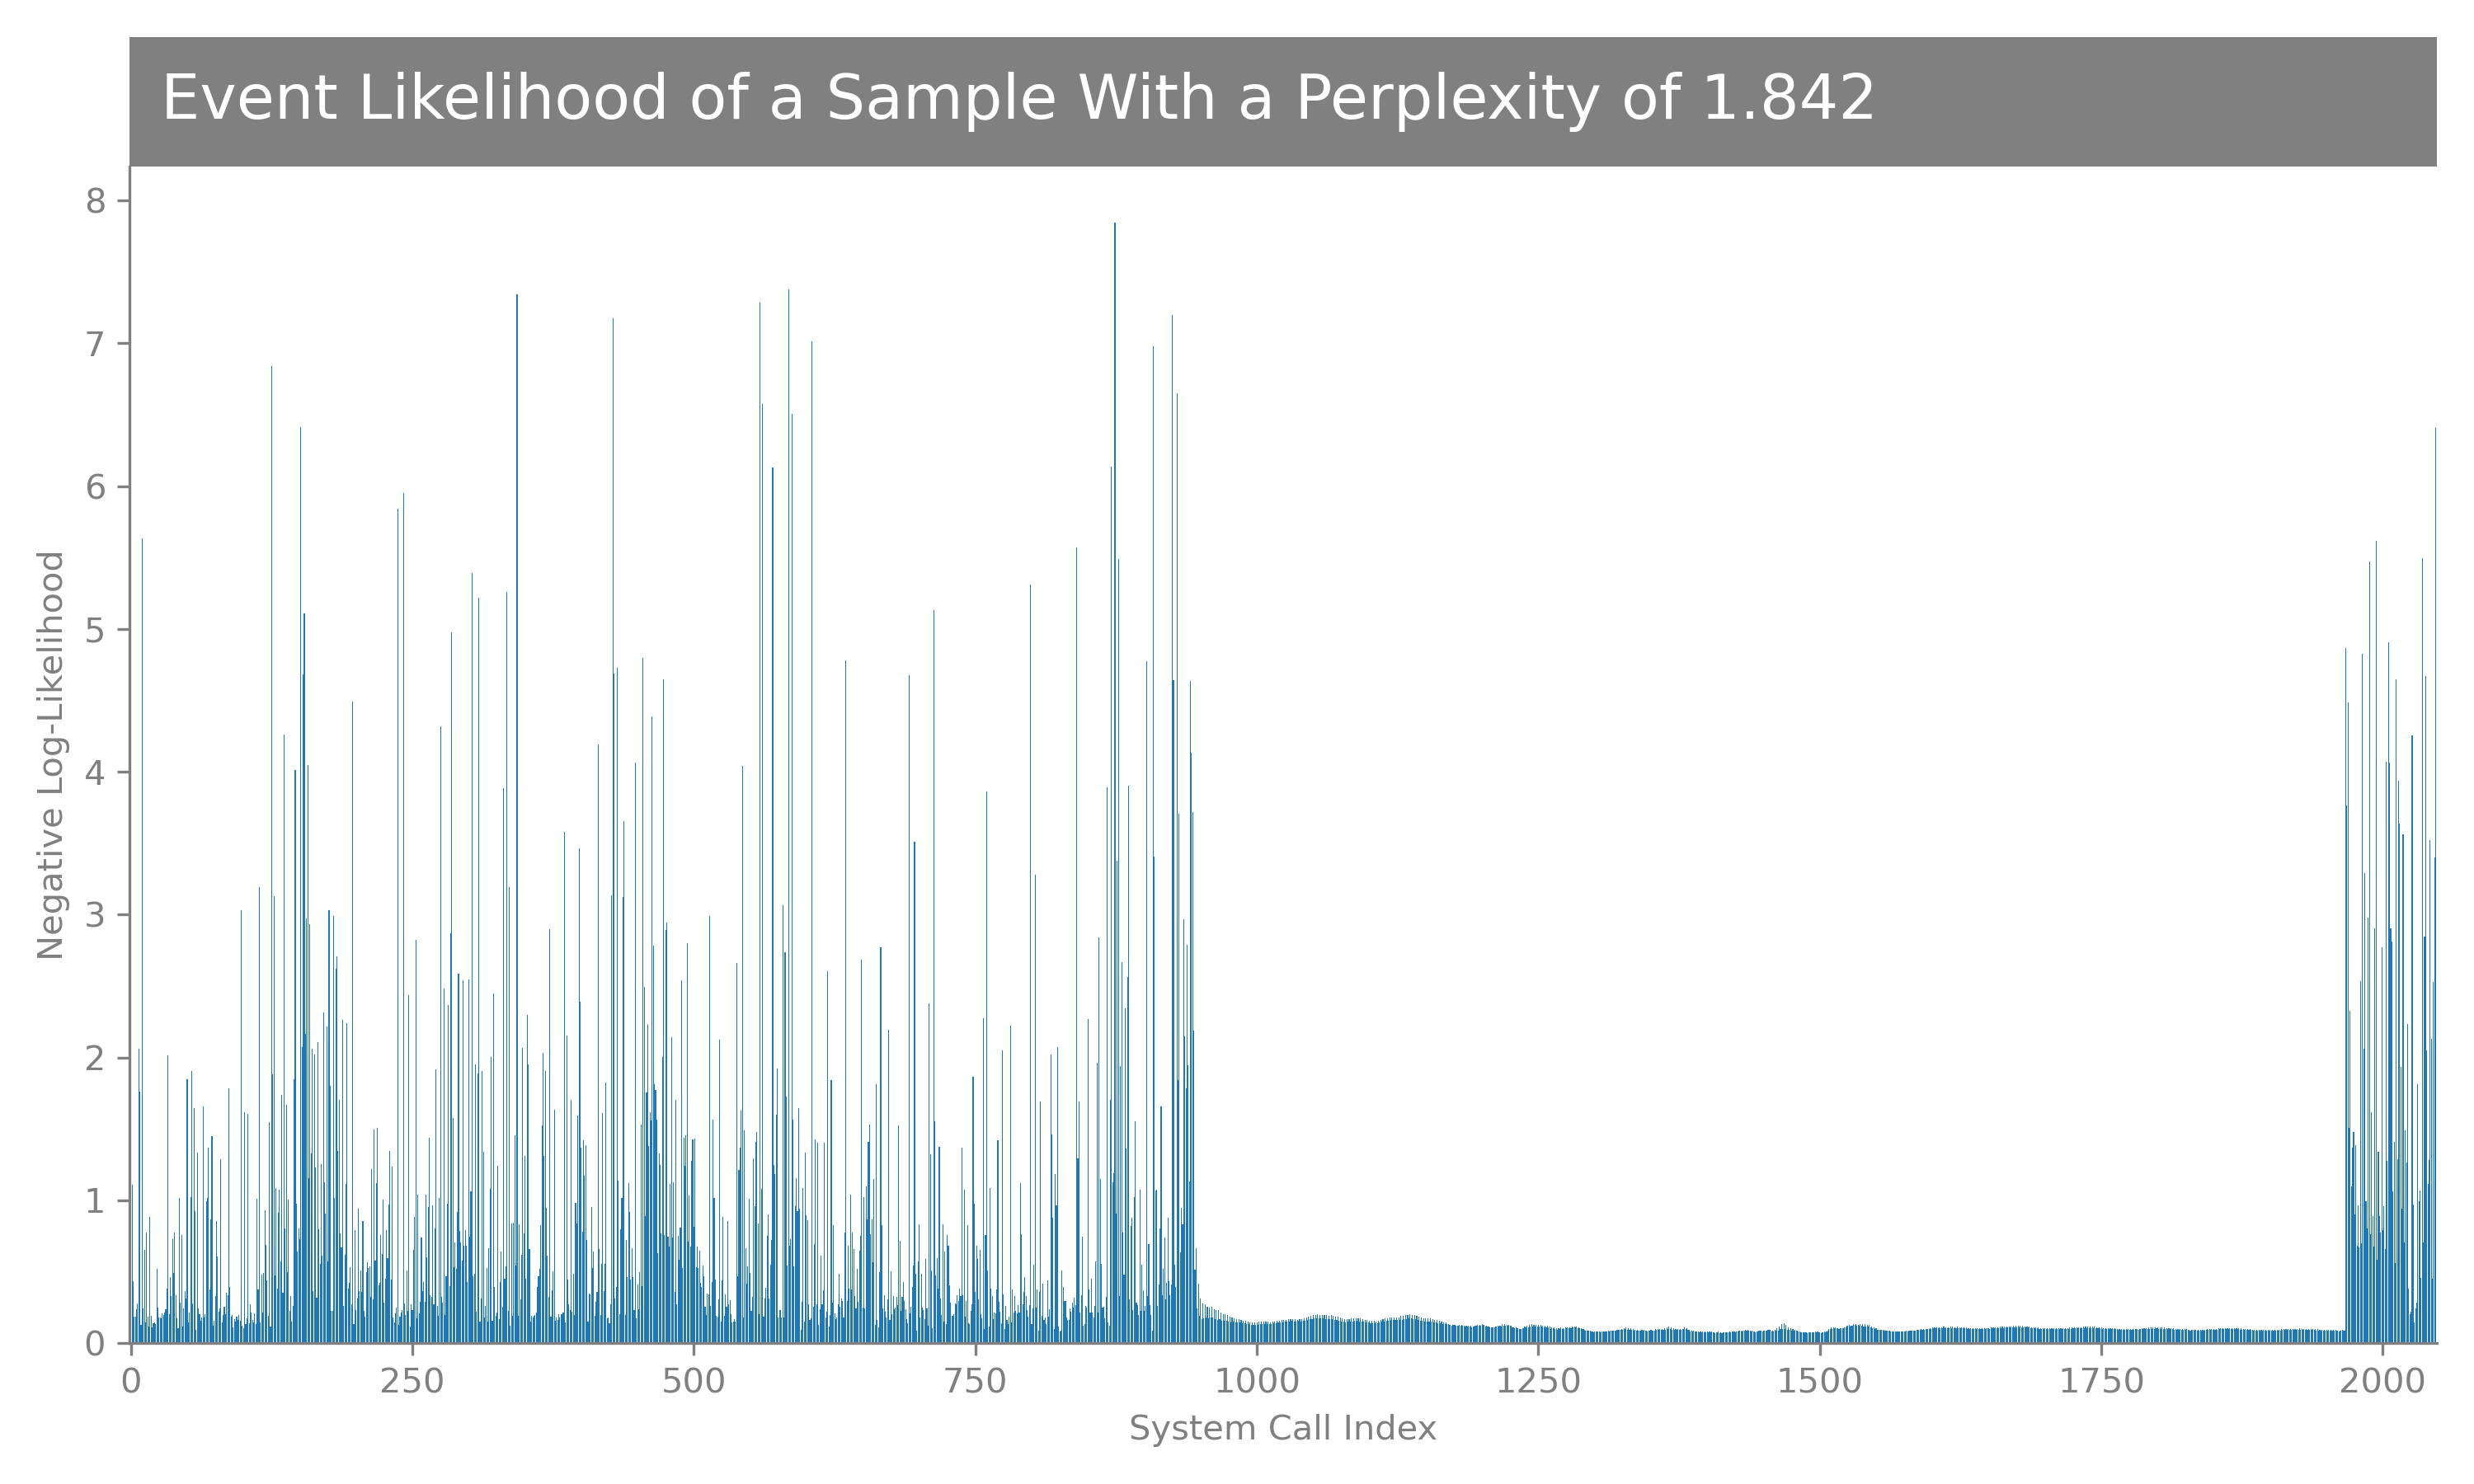 Event Likelihood of a Sample With a Perplexity of 1.842
8
7
6
5
4
3
2
1
0
Negative Log-Likelihood
0 250 500 750 1000 1250 1500 1750 2000
System Call Index